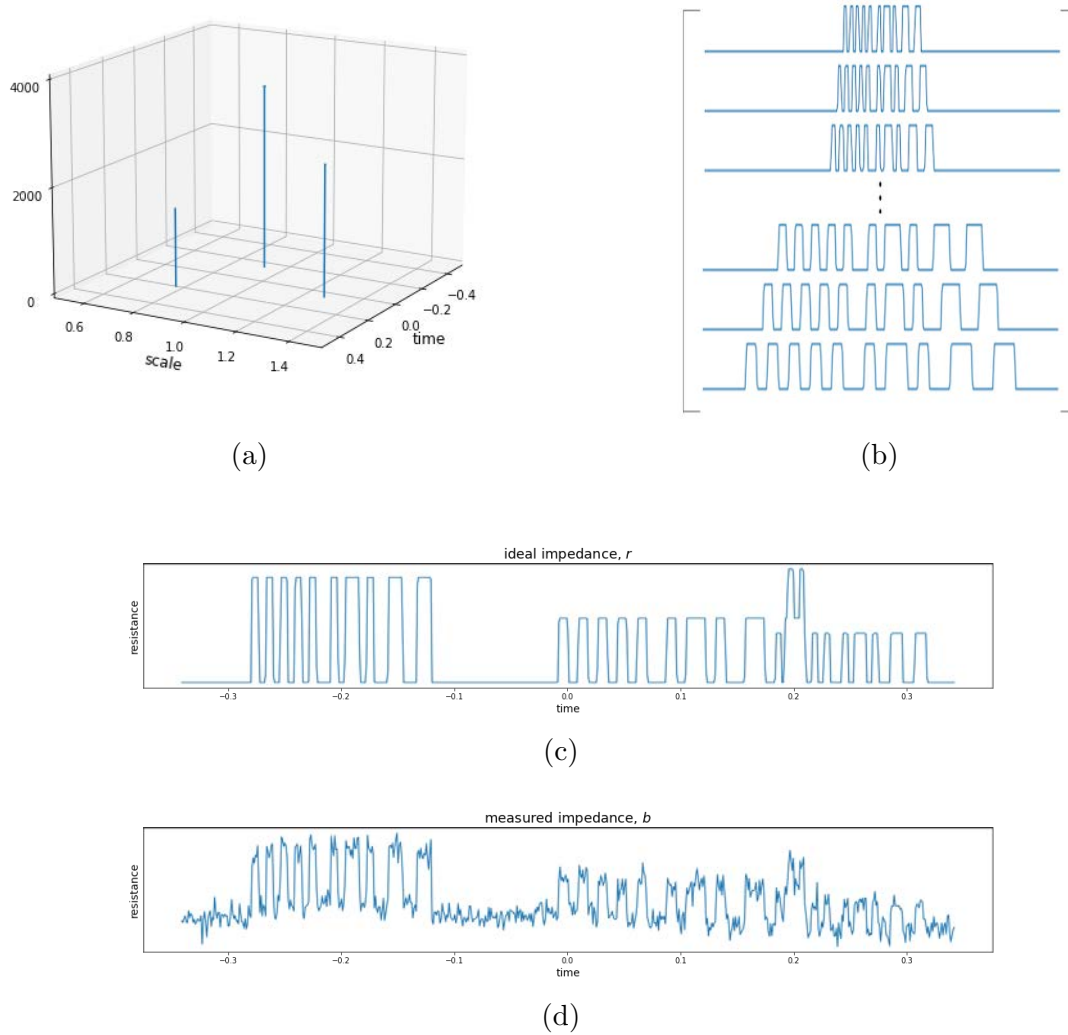 4000
2000
0
0.6
0.8
1.0
1.2
1.4
scale
0.4
0.2
0.0
−0.2
−0.4
time
(a)
(b)
ideal impedance, r
resistance
−0.3 −0.2 −0.1 0.0 0.1 0.2 0.3
time
(c)
measured impedance, b
resistance
−0.3 −0.2 −0.1 0.0 0.1 0.2 0.3
time
(d)